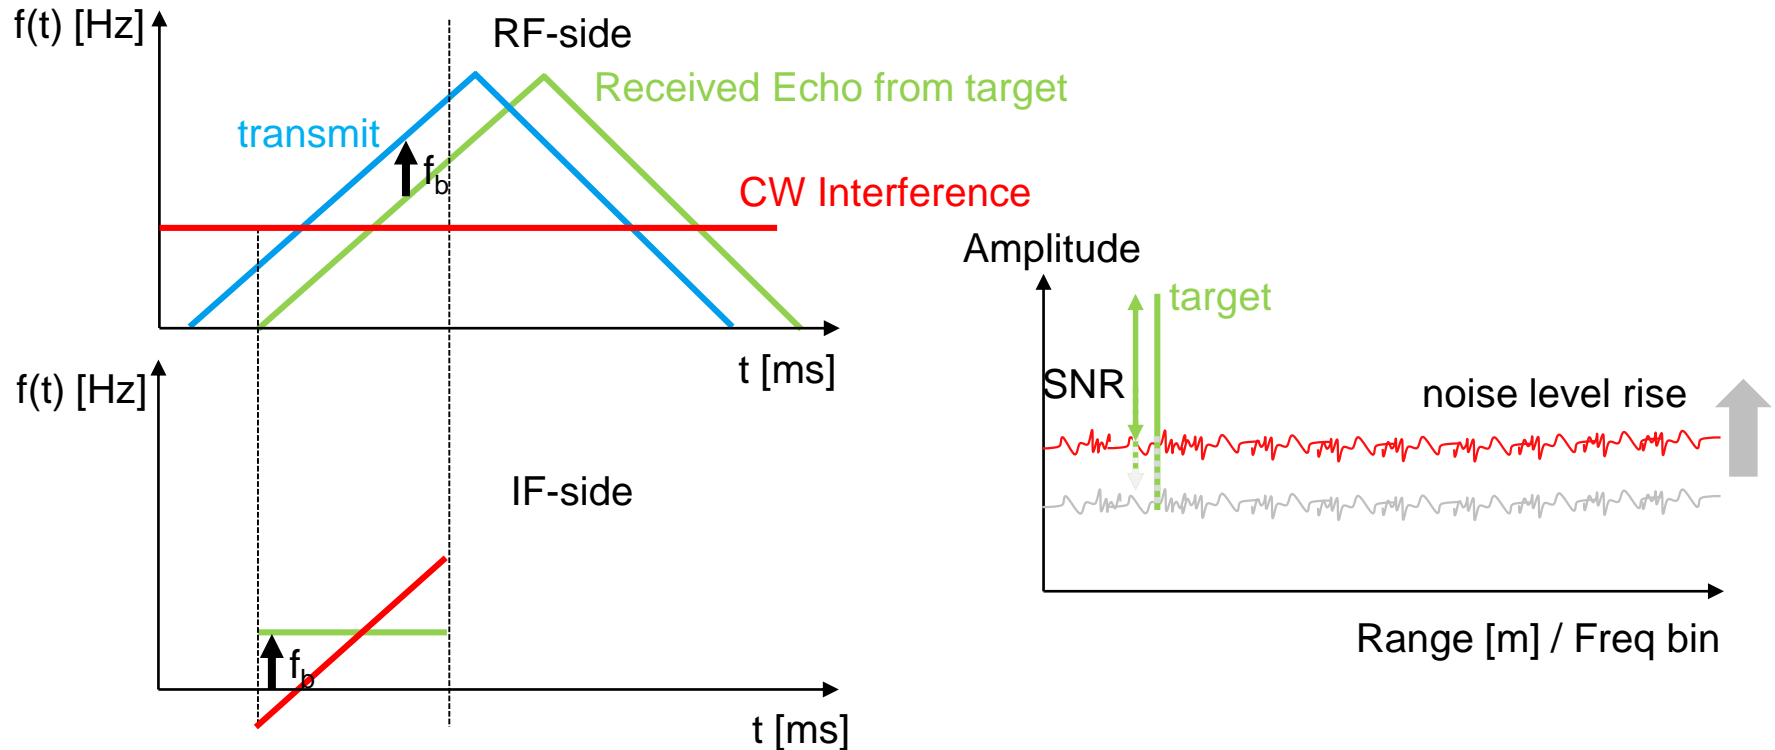 f(t) [Hz]
RF-side
Received Echo from target
transmit
f_b
CW Interference
t [ms]
f(t) [Hz]
IF-side
f_b
t [ms]
Amplitude
target
SNR
noise level rise
Range [m] / Freq bin